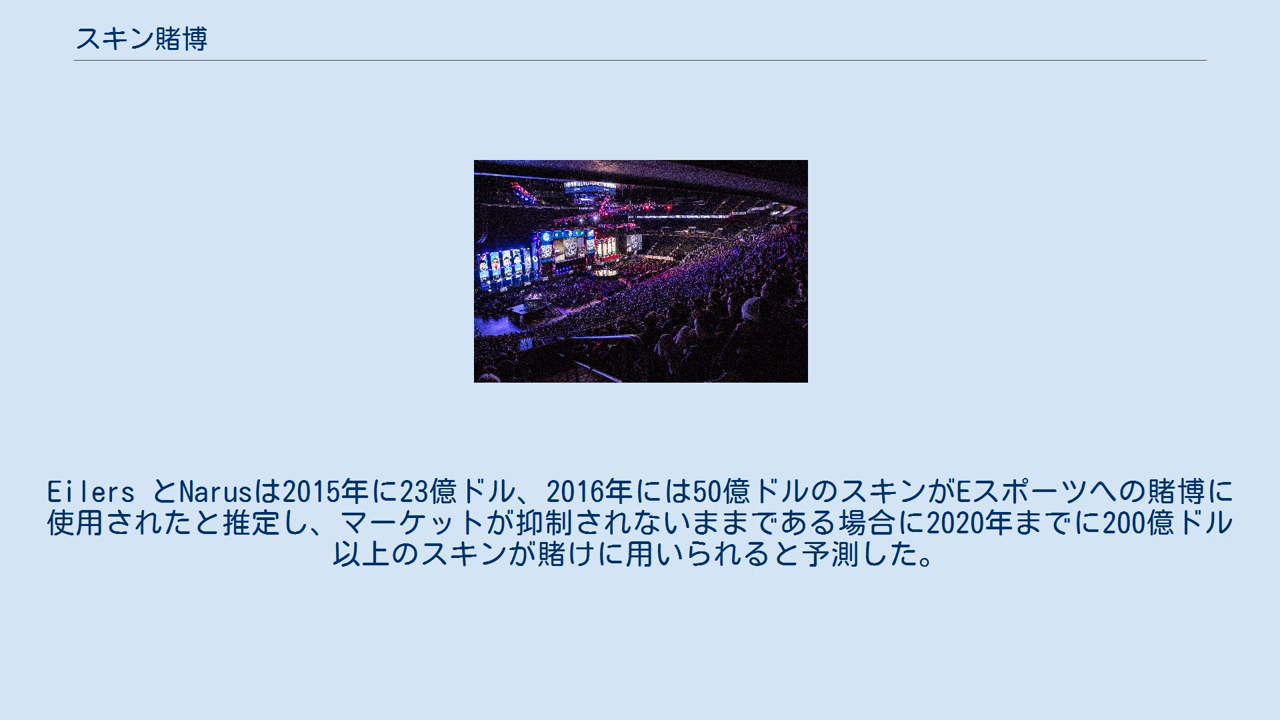 スキン賭博
Eilers とNarusは2015年に23億ドル、2016年には50億ドルのスキンがEスポーツへの賭博に
使用されたと推定し、マーケットが抑制されないままである場合に2020年までに200億ドル
以上のスキンが賭けに用いられると予測した。